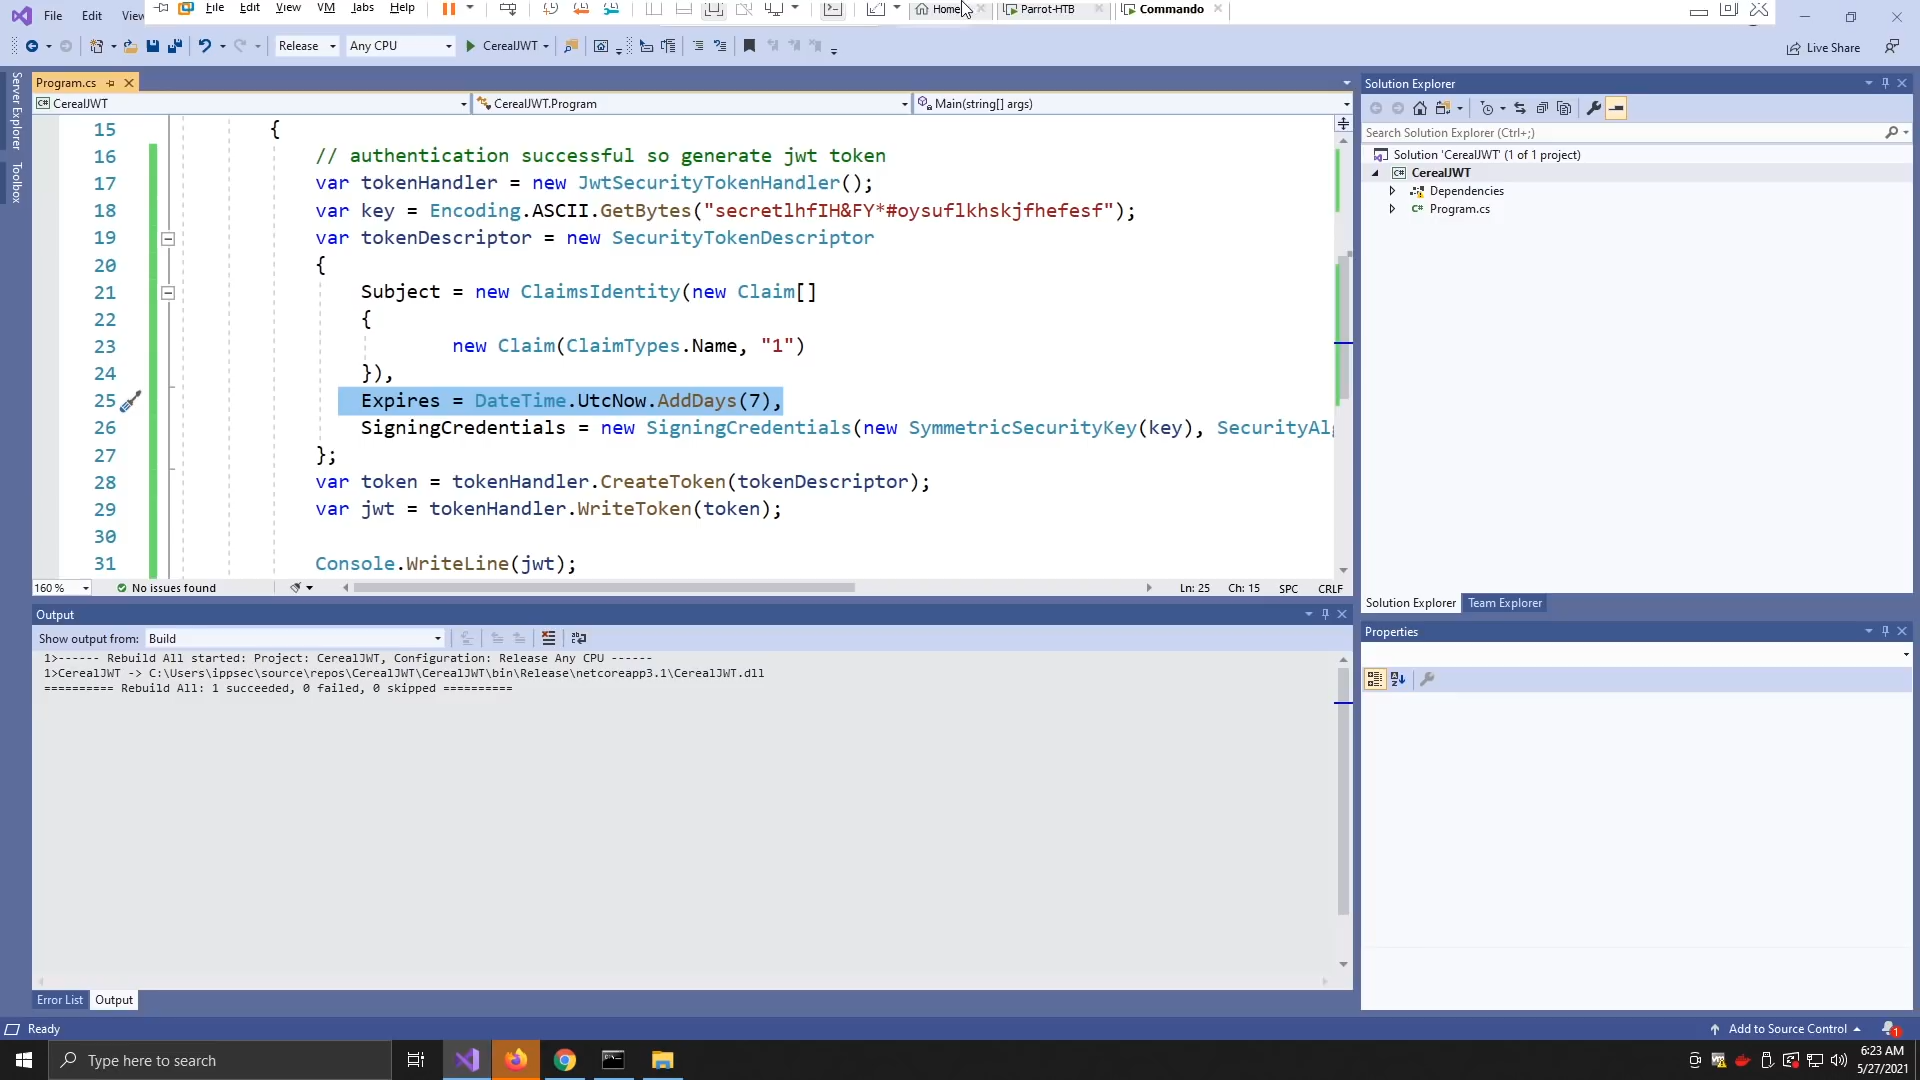 File Edit View VM Tabs Help
Home Parrot-HTB Commando
File Edit View
Release Any CPU CerealJWT Live Share
Server Explorer
Toolbox
Program.cs
CerealJWT CerealJWT.Program Main(string[] args)
15 {
16 // authentication successful so generate jwt token
17 var tokenHandler = new JwtSecurityTokenHandler();
18 var key = Encoding.ASCII.GetBytes("secretlhfIH&FY*#oysuflkhskjfhefesf");
19 var tokenDescriptor = new SecurityTokenDescriptor
20 {
21 Subject = new ClaimsIdentity(new Claim[]
22 {
23 new Claim(ClaimTypes.Name, "1")
24 }),
25 Expires = DateTime.UtcNow.AddDays(7),
26 SigningCredentials = new SigningCredentials(new SymmetricSecurityKey(key), SecurityAl
27 };
28 var token = tokenHandler.CreateToken(tokenDescriptor);
29 var jwt = tokenHandler.WriteToken(token);
30
31 Console.WriteLine(jwt);
160 % No issues found Ln: 25 Ch: 15 SPC CRLF
Output
Show output from: Build
1>------ Rebuild All started: Project: CerealJWT, Configuration: Release Any CPU ------
1>CerealJWT -> C:\Users\ippsec\source\repos\CerealJWT\CerealJWT\bin\Release\netcoreapp3.1\CerealJWT.dll
========== Rebuild All: 1 succeeded, 0 failed, 0 skipped ==========
Error List Output
Solution Explorer
Search Solution Explorer (Ctrl+;)
Solution 'CerealJWT' (1 of 1 project)
C# CerealJWT
Dependencies
C# Program.cs
Solution Explorer Team Explorer
Properties
Ready Add to Source Control 1
Type here to search
6:23 AM
5/27/2021